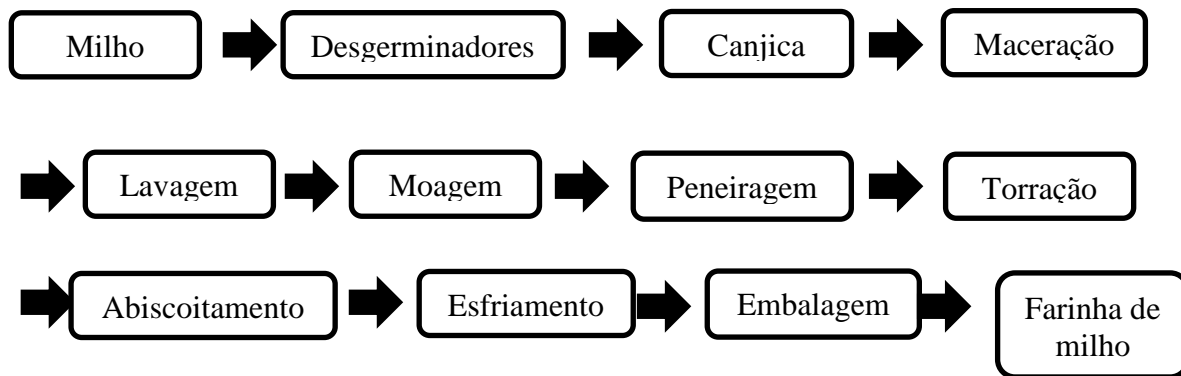 Milho
Desgerminadores
Canjica
Maceração
Lavagem
Moagem
Peneiragem
Torração
Abiscoitamento
Esfriamento
Embalagem
Farinha de
milho